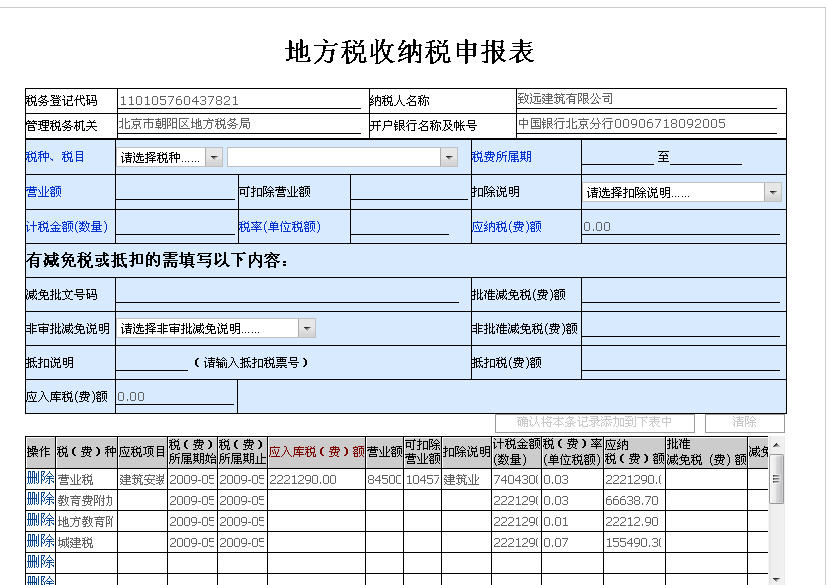 地方税收纳税申报表
税务登记代码 110105760437821 纳税人名称 致远建筑有限公司
管理税务机关 北京市朝阳区地方税务局 开户银行名称及帐号 中国银行北京分行00906718092005
税种、税目 请选择税种...... 税费所属期 至
营业额 可扣除营业额 扣除说明 请选择扣除说明......
计税金额(数量) 税率(单位税额) 应纳税(费)额 0.00
有减免税或抵扣的需填写以下内容：
减免批文号码 批准减免税(费)额
非审批减免说明 请选择非审批减免说明...... 非批准减免税(费)额
抵扣说明 （请输入抵扣税票号） 抵扣税(费)额
应入库税(费)额 0.00
确认将本条记录添加到下表中 清除
操作 税（费）种 应税项目 税（费）所属期始 税（费）所属期止 应入库税（费）额 营业额 可扣除营业额 扣除说明 计税金额(数量) 税（费）率(单位税额) 应纳税（费）额 批准减免税（费）额 减免
删除 营业税 建筑安装 2009-05 2009-05 2221290.00 84500 10457 建筑业 740430 0.03 2221290.
删除 教育费附加 2009-05 2009-05 222129 0.03 66638.70
删除 地方教育附 2009-05 2009-05 222129 0.01 22212.90
删除 城建税 2009-05 2009-05 222129 0.07 155490.30
删除
删除